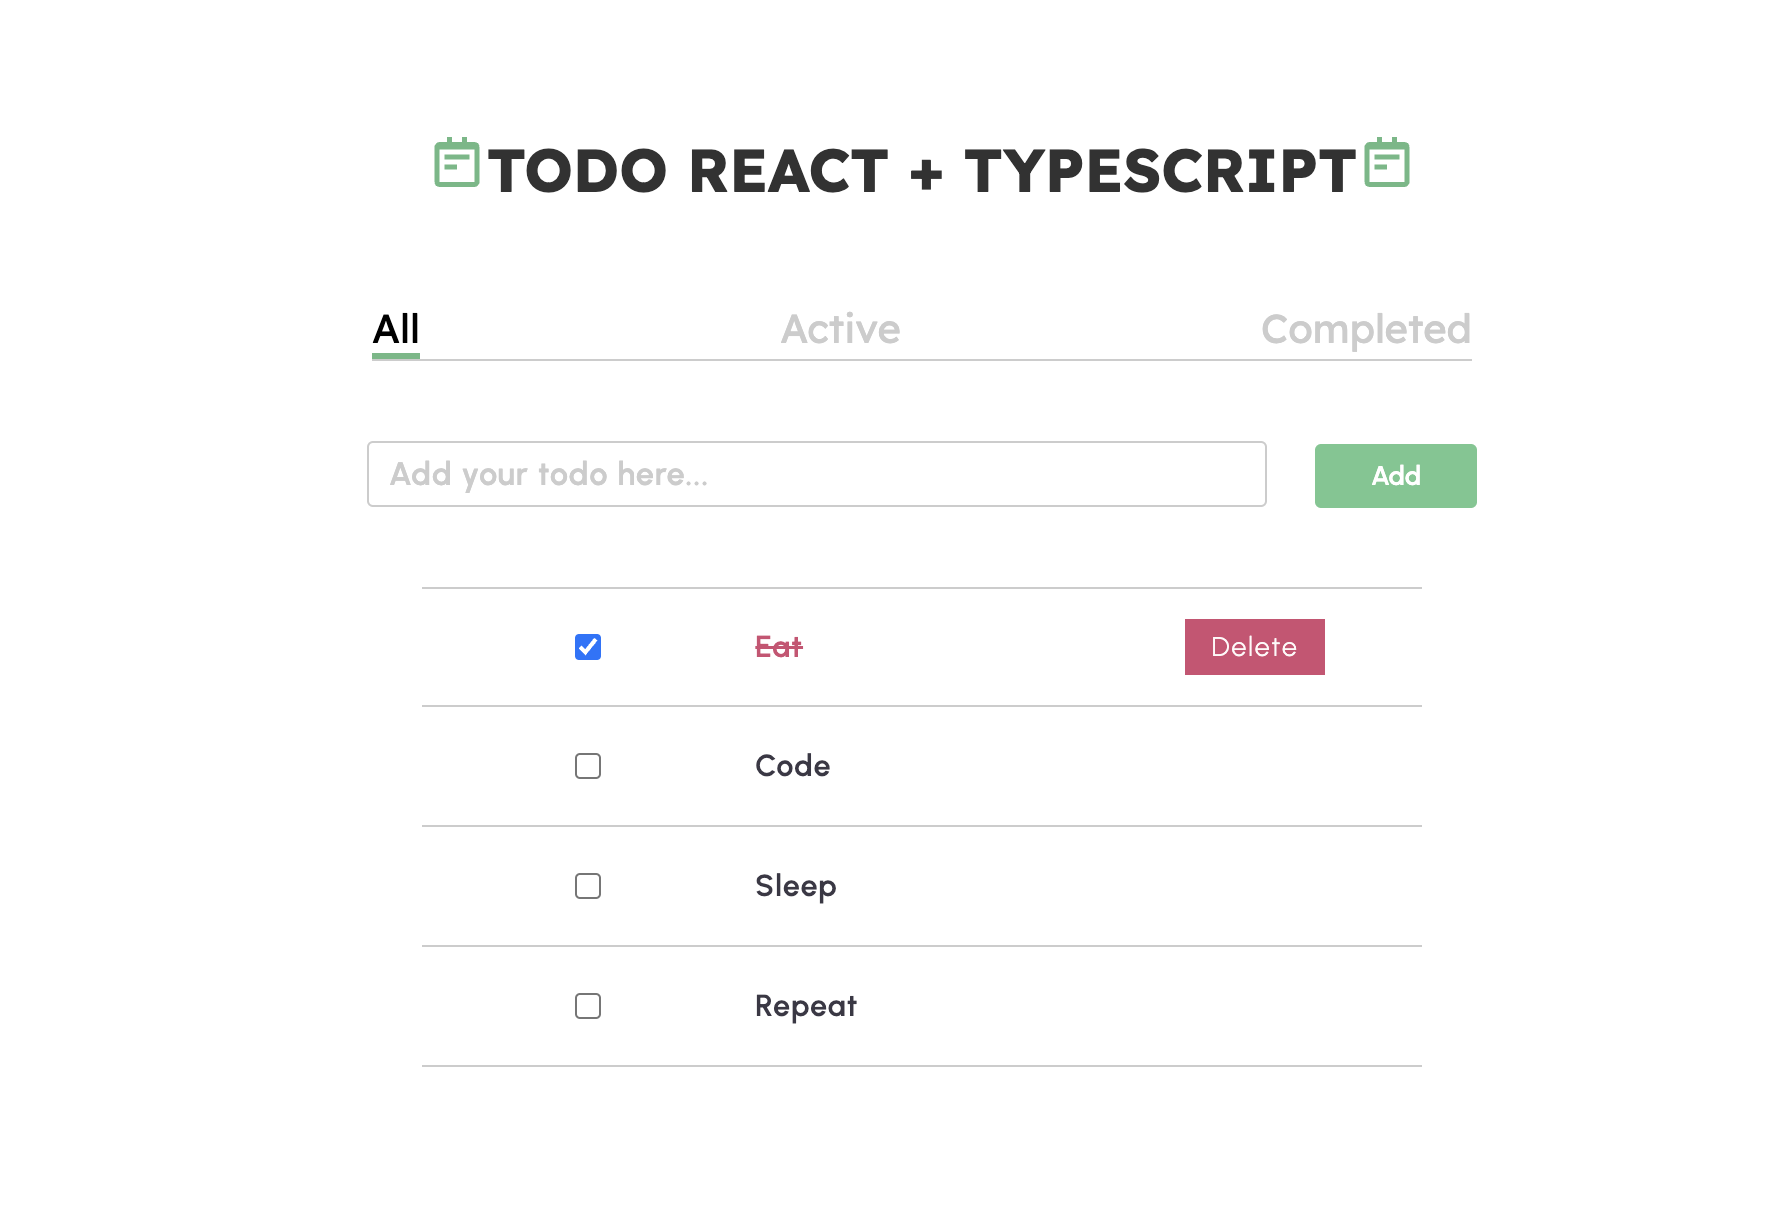 TODO REACT + TYPESCRIPT
All Active Completed
Add your todo here...
Add
Eat
Delete
Code
Sleep
Repeat